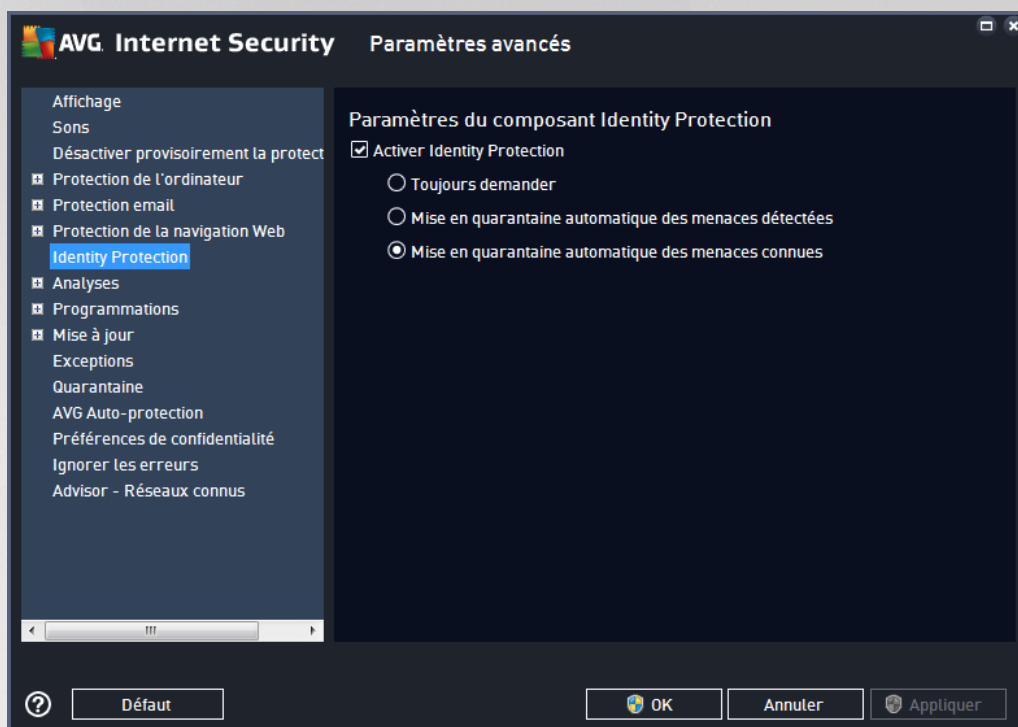 AVG. Internet Security Paramètres avancés
Affichage
Sons
Désactiver provisoirement la protect
Protection de l'ordinateur
Protection email
Protection de la navigation Web
Identity Protection
Analyses
Programmations
Mise à jour
Exceptions
Quarantaine
AVG Auto-protection
Préférences de confidentialité
Ignorer les erreurs
Advisor - Réseaux connus
Paramètres du composant Identity Protection
Activer Identity Protection
Toujours demander
Mise en quarantaine automatique des menaces détectées
Mise en quarantaine automatique des menaces connues
Défaut
OK
Annuler
Appliquer